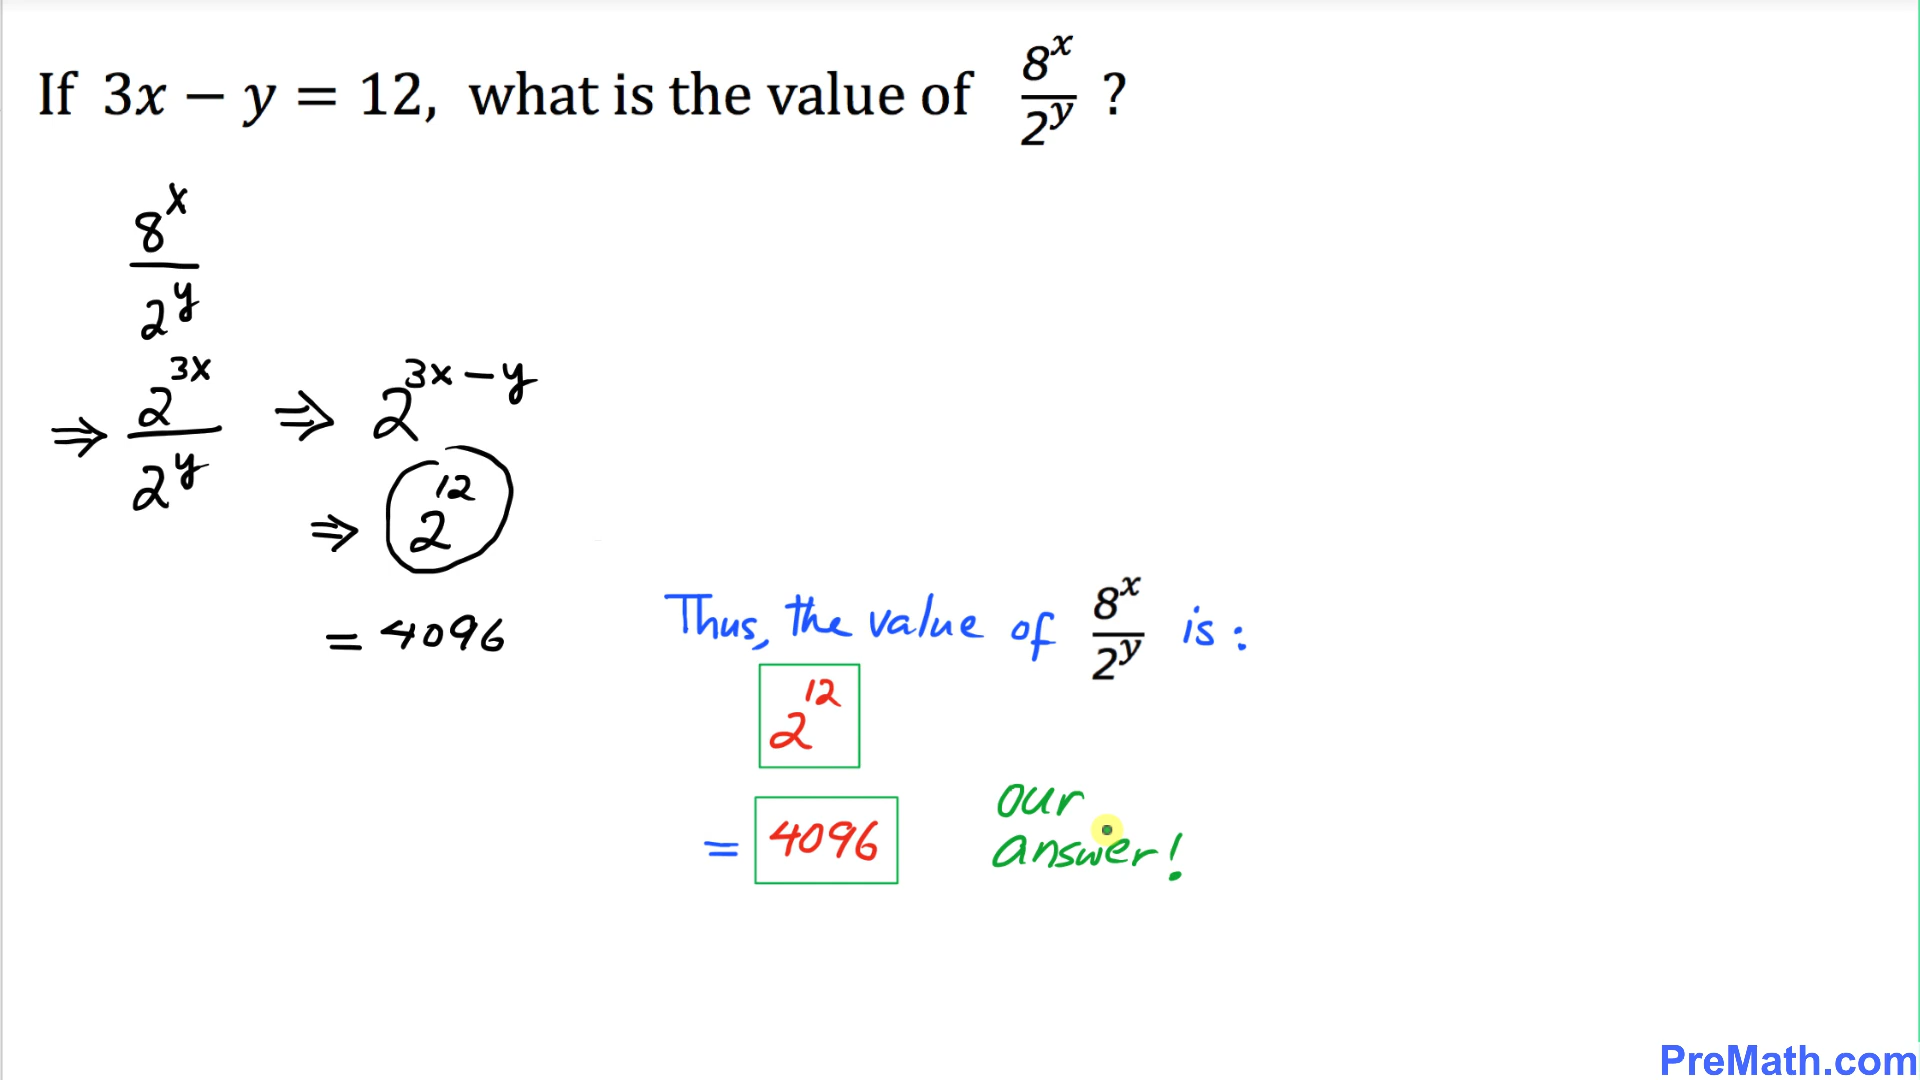 If 3x − y = 12, what is the value of 8^x/2^y ?
8^x/2^y
⇒ 2^3x/2^y ⇒ 2^3x−y
⇒ 2^12
= 4096
Thus, the value of 8^x/2^y is:
2^12
= 4096
our
answer!
PreMath.com